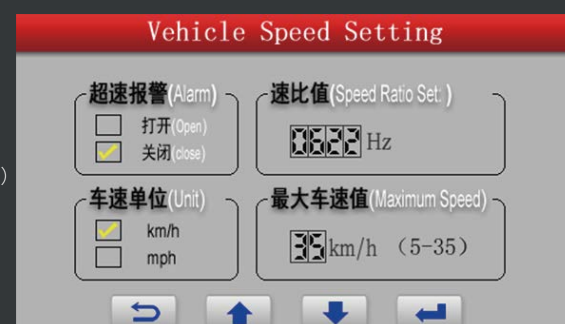 Vehicle Speed Setting
超速报警(Alarm)
打开(Open)
关闭(close)
速比值(Speed Ratio Set: )
0622 Hz
)
车速单位(Unit)
km/h
mph
最大车速值(Maximum Speed)
35 km/h （5-35）